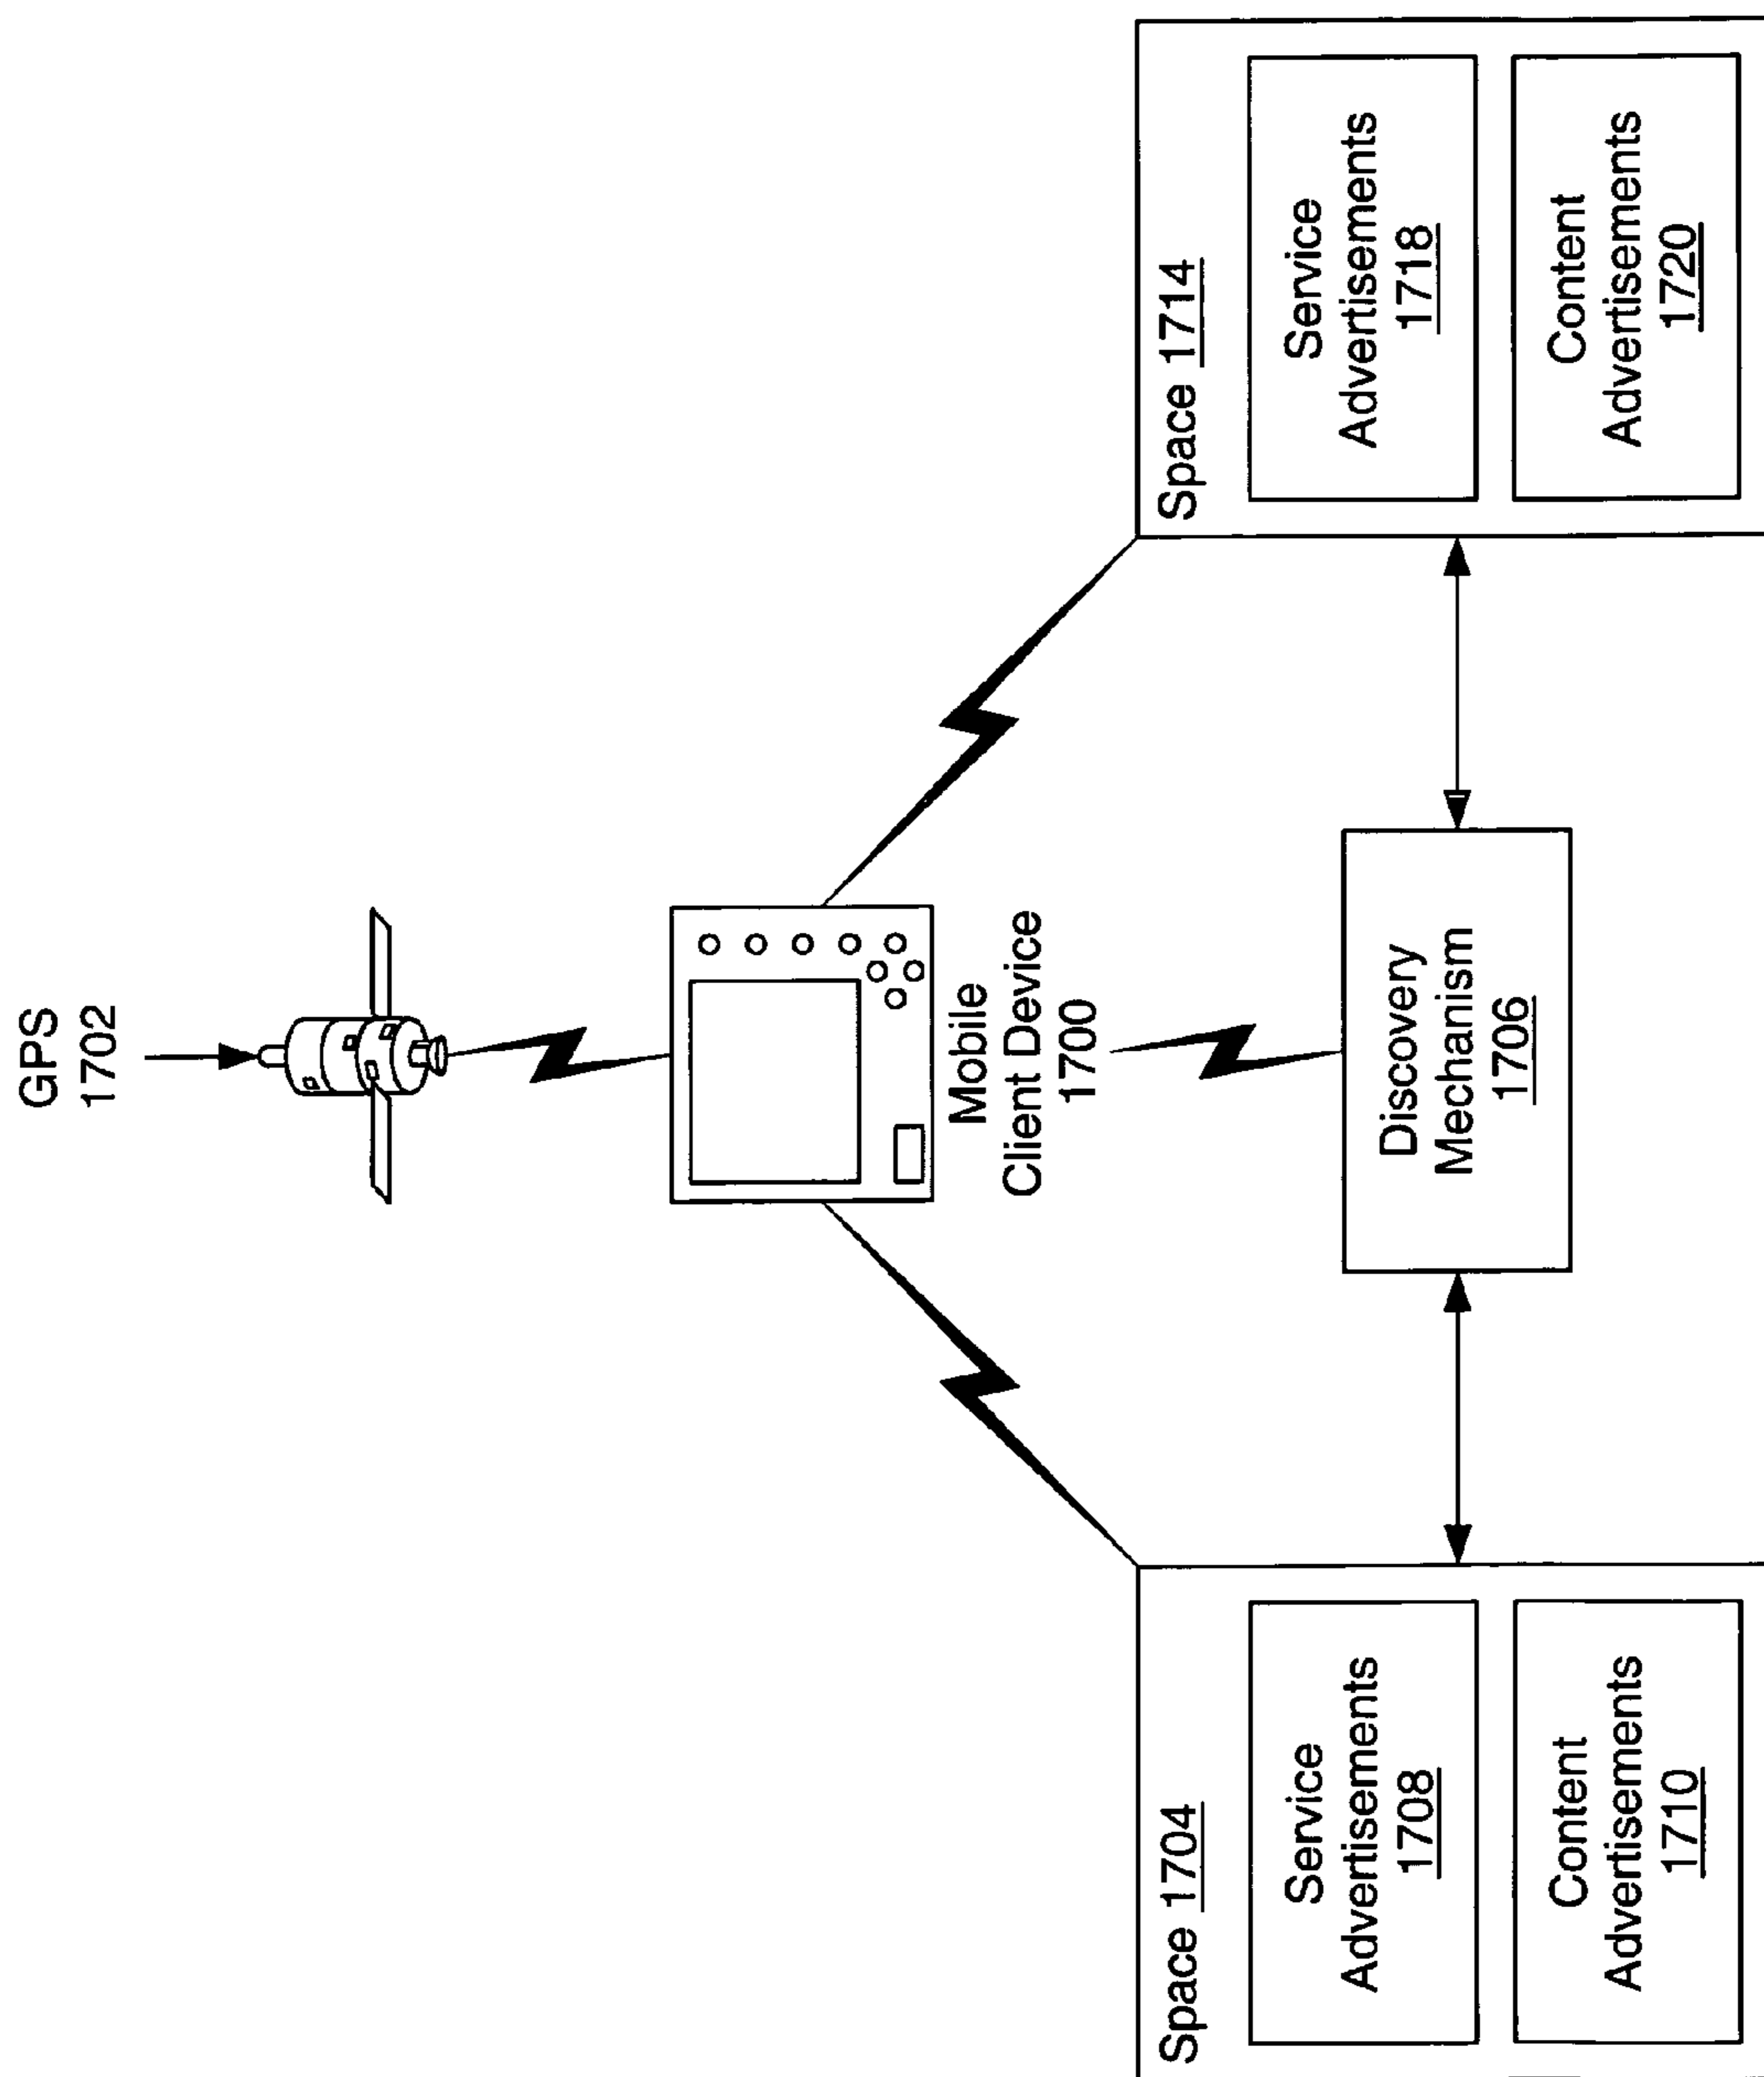 GPS
1702
Mobile
Client Device
1700
Discovery
Mechanism
1706
Space 1704
Service
Advertisements
1708
Content
Advertisements
1710
Space 1714
Service
Advertisements
1718
Content
Advertisements
1720